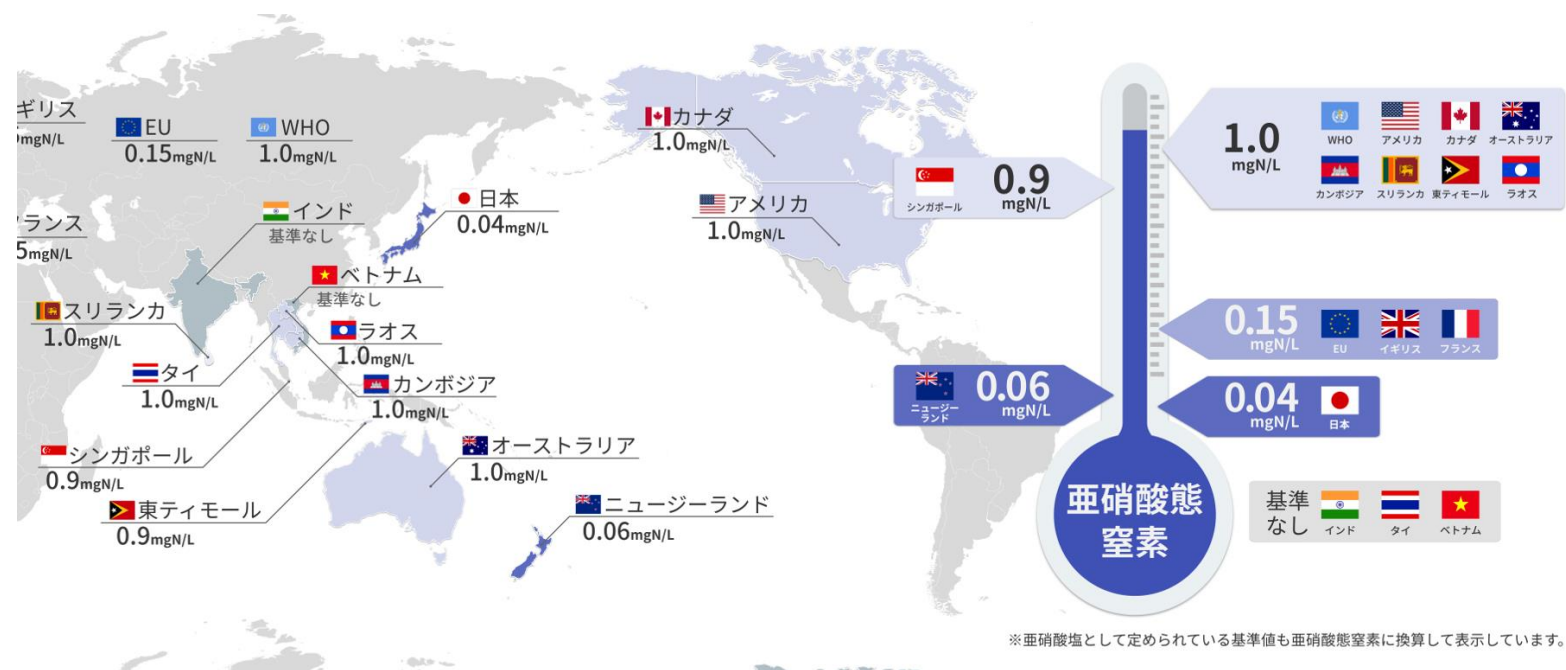 ギリス
mgN/L
EU
0.15mgN/L
WHO
1.0mgN/L
ランス
5mgN/L
インド
基準なし
日本
0.04mgN/L
ベトナム
基準なし
スリランカ
1.0mgN/L
ラオス
1.0mgN/L
タイ
1.0mgN/L
カンボジア
1.0mgN/L
シンガポール
0.9mgN/L
東ティモール
0.9mgN/L
オーストラリア
1.0mgN/L
ニュージーランド
0.06mgN/L
カナダ
1.0mgN/L
アメリカ
1.0mgN/L
シンガポール
0.9
mgN/L
1.0
mgN/L
WHO アメリカ カナダ オーストラリア
カンボジア スリランカ 東ティモール ラオス
0.15
mgN/L
EU イギリス フランス
ニュージー
ランド
0.06
mgN/L
0.04
mgN/L
日本
亜硝酸態
窒素
基準
なし
インド タイ ベトナム
※亜硝酸塩として定められている基準値も亜硝酸態窒素に換算して表示しています。